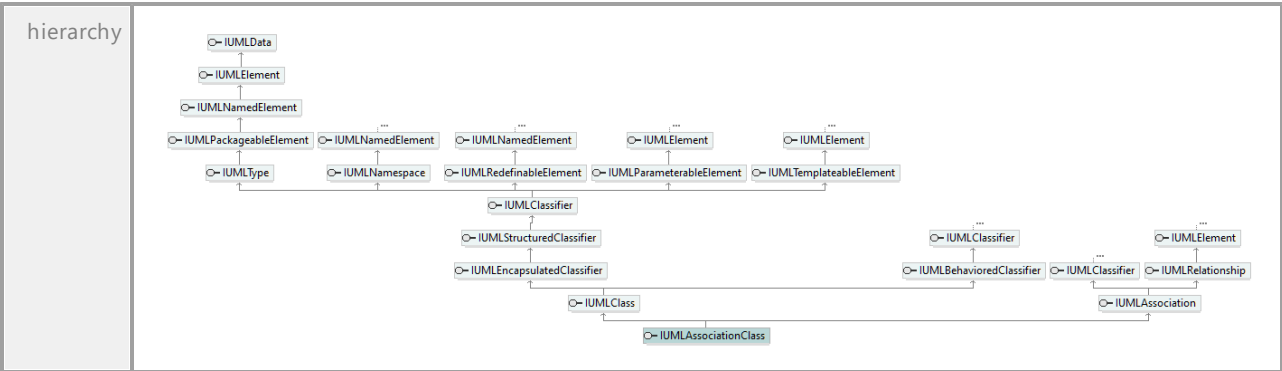 hierarchy
IUMLData
IUMLElement
IUMLNamedElement
... ... ... ...
IUMLPackageableElement IUMLNamedElement IUMLNamedElement IUMLElement IUMLElement
IUMLType IUMLNamespace IUMLRedefinableElement IUMLParameterableElement IUMLTemplateableElement
IUMLClassifier
... ...
IUMLStructuredClassifier IUMLClassifier IUMLElement
...
IUMLEncapsulatedClassifier IUMLBehavioredClassifier IUMLClassifier IUMLRelationship
IUMLClass IUMLAssociation
IUMLAssociationClass